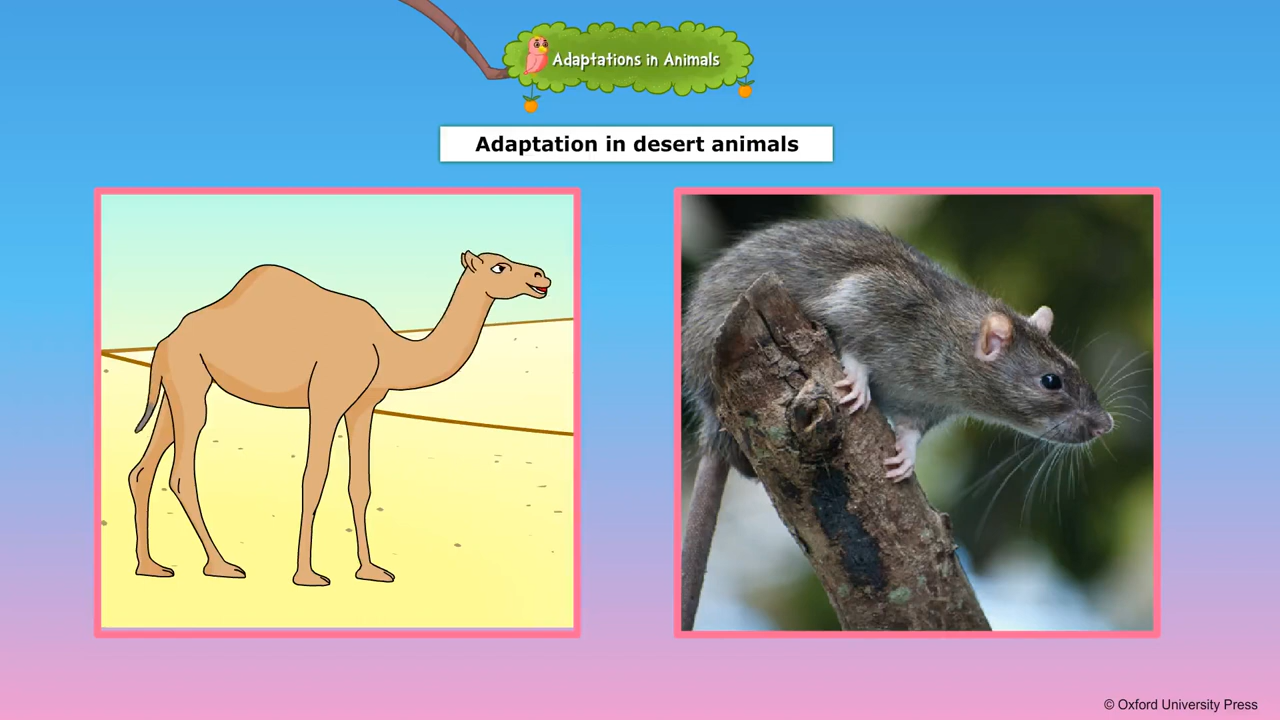 Adaptations in Animals
Adaptation in desert animals
© Oxford University Press